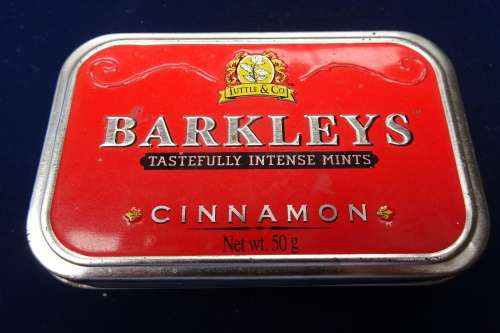 TUTTLE & CO
BARKLEYS
TASTEFULLY INTENSE MINTS
CINNAMON
Net wt. 50 g